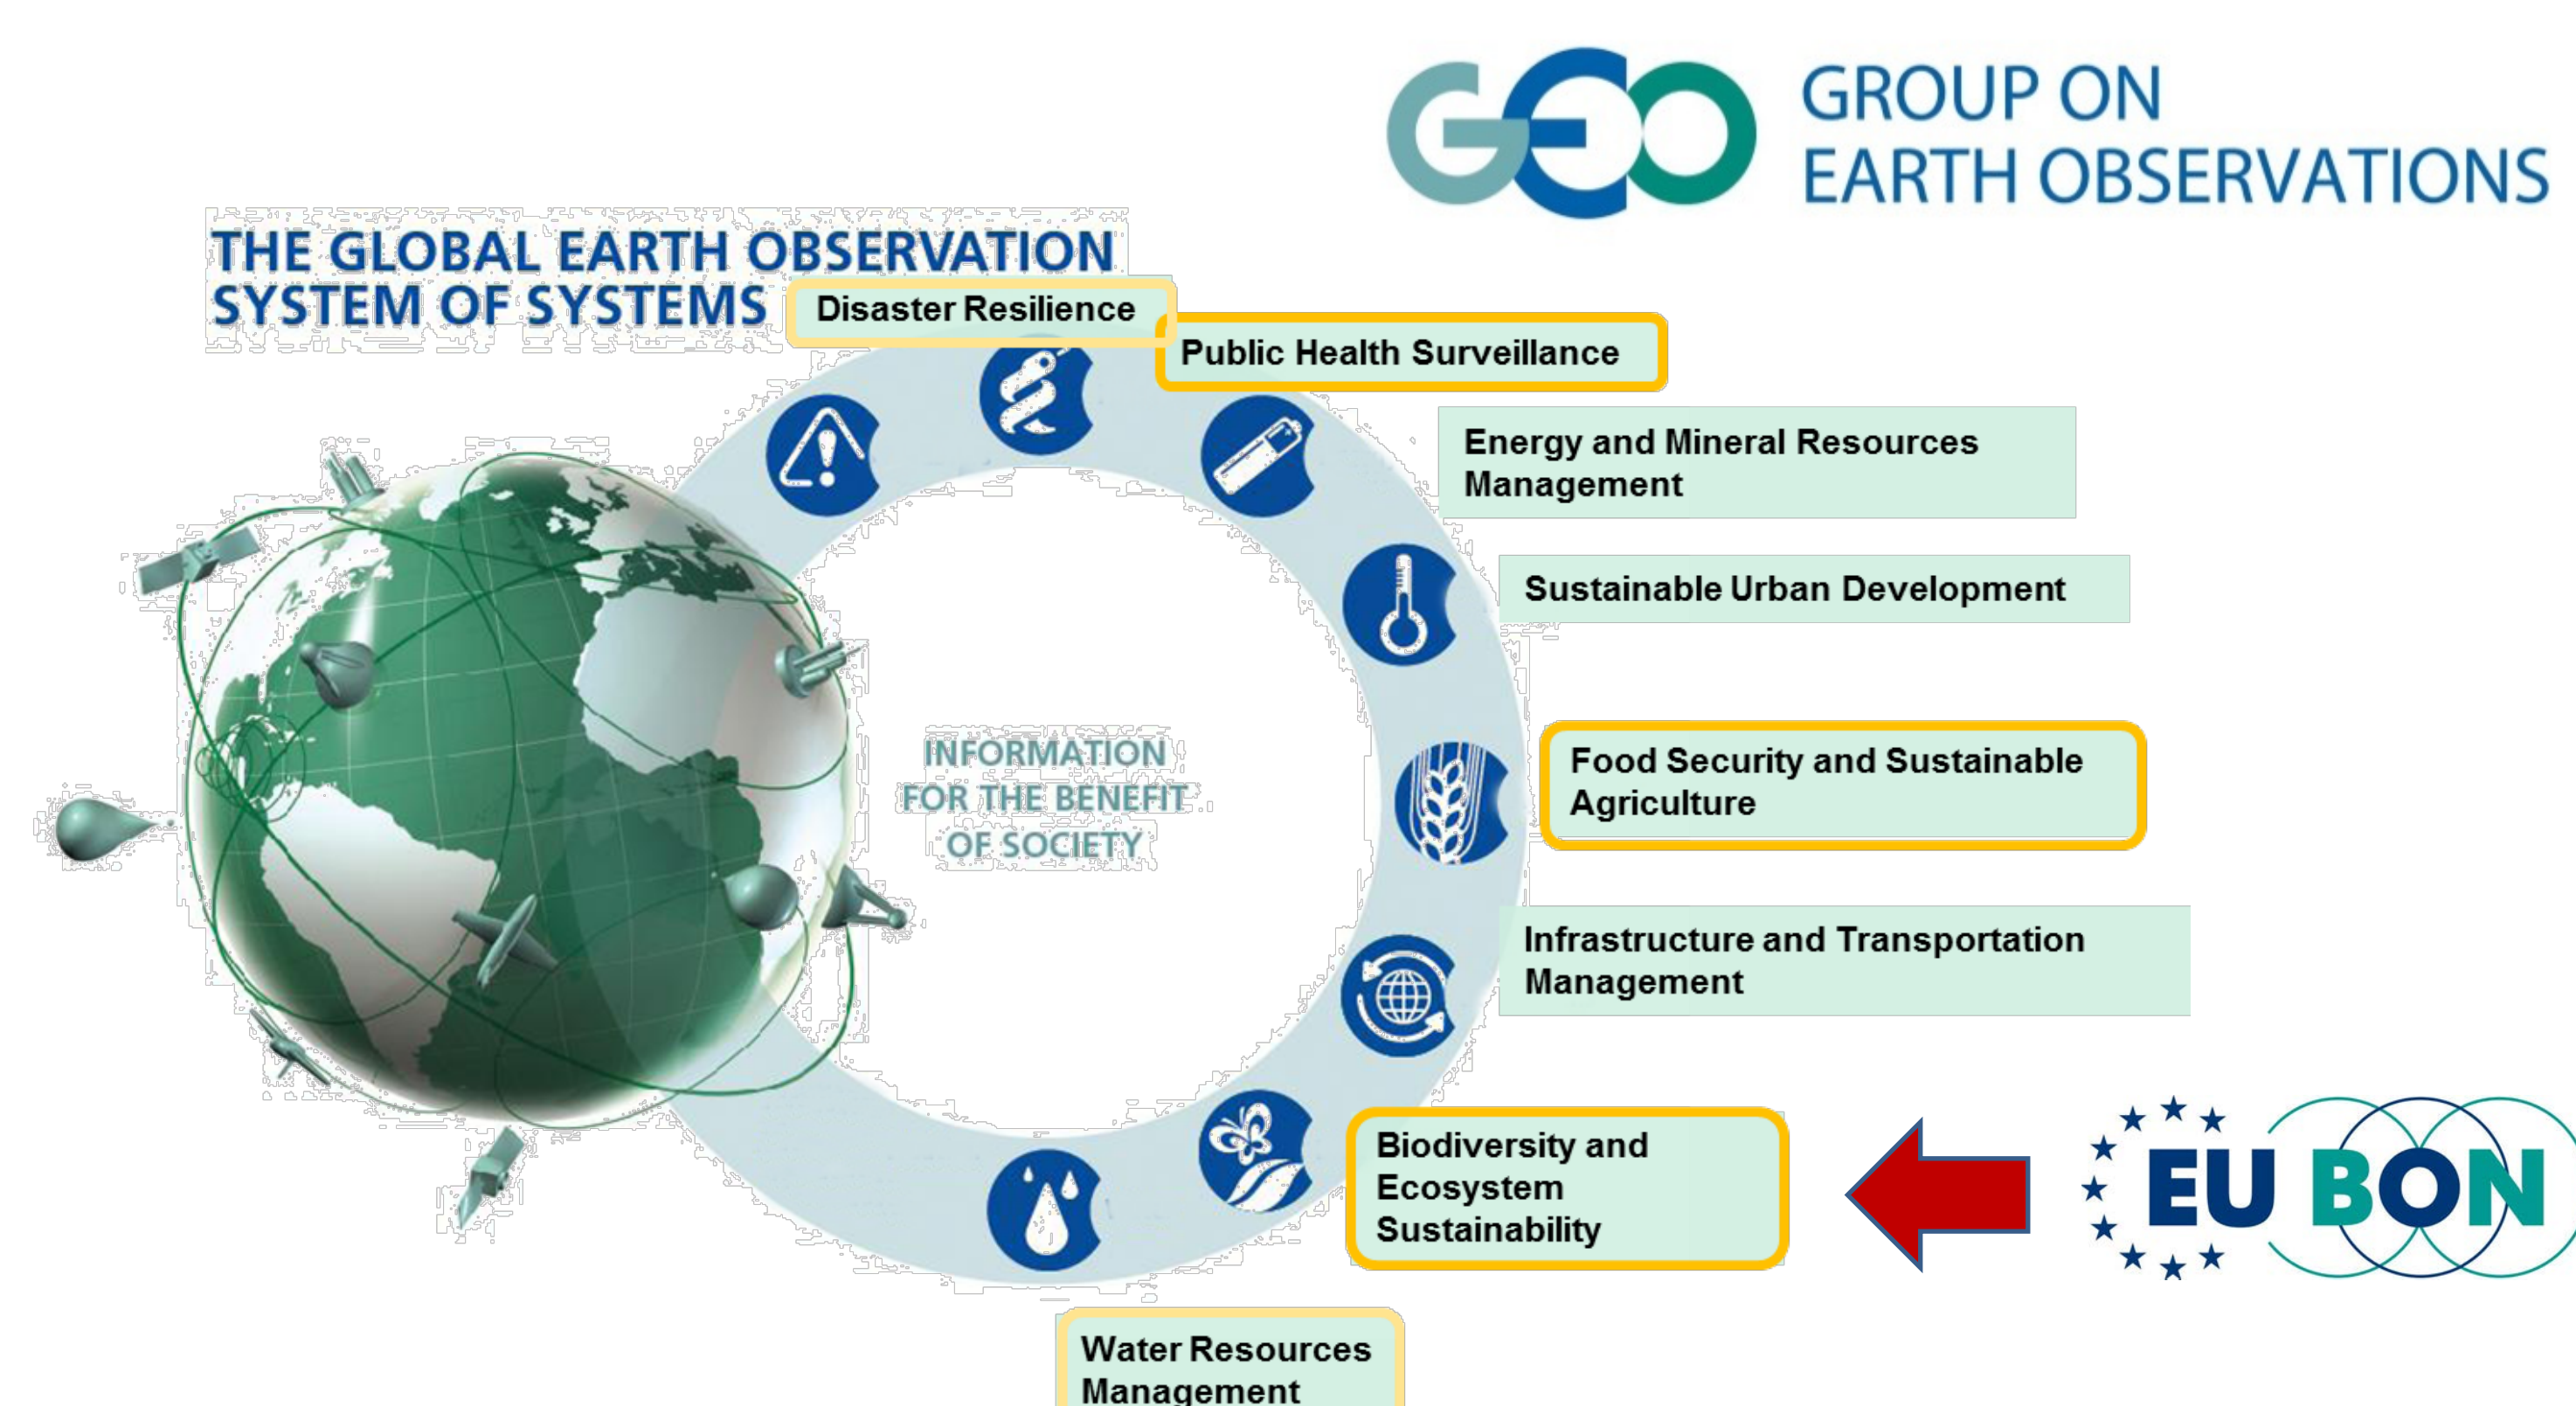 GEO
GROUP ON
EARTH OBSERVATIONS
THE GLOBAL EARTH OBSERVATION
SYSTEM OF SYSTEMS
Disaster Resilience
Public Health Surveillance
Energy and Mineral Resources
Management
Sustainable Urban Development
INFORMATION
FOR THE BENEFIT
OF SOCIETY
Food Security and Sustainable
Agriculture
Infrastructure and Transportation
Management
Biodiversity and
Ecosystem
Sustainability
EU BON
Water Resources
Management